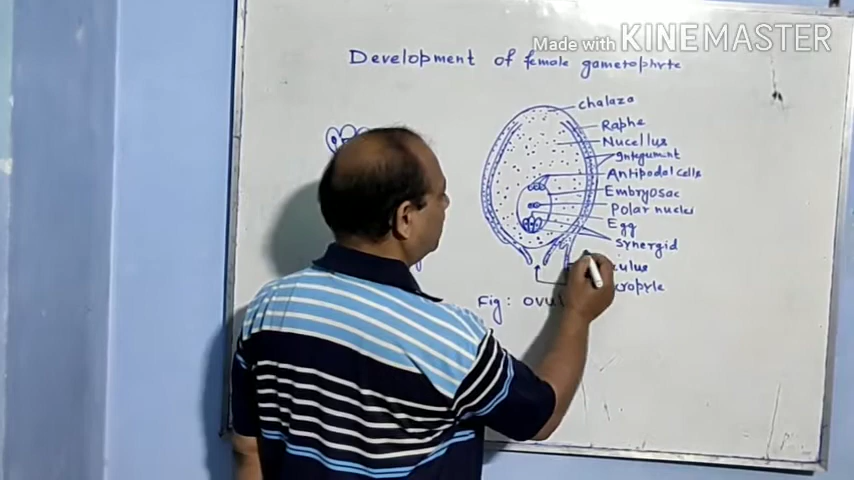 Made with KINEMASTER
Development of female gametophyte
chalaza
Raphe
Nucellus
Integument
Antipodal cells
Embryosac
Polar nuclei
Egg
Synergid
Fig: